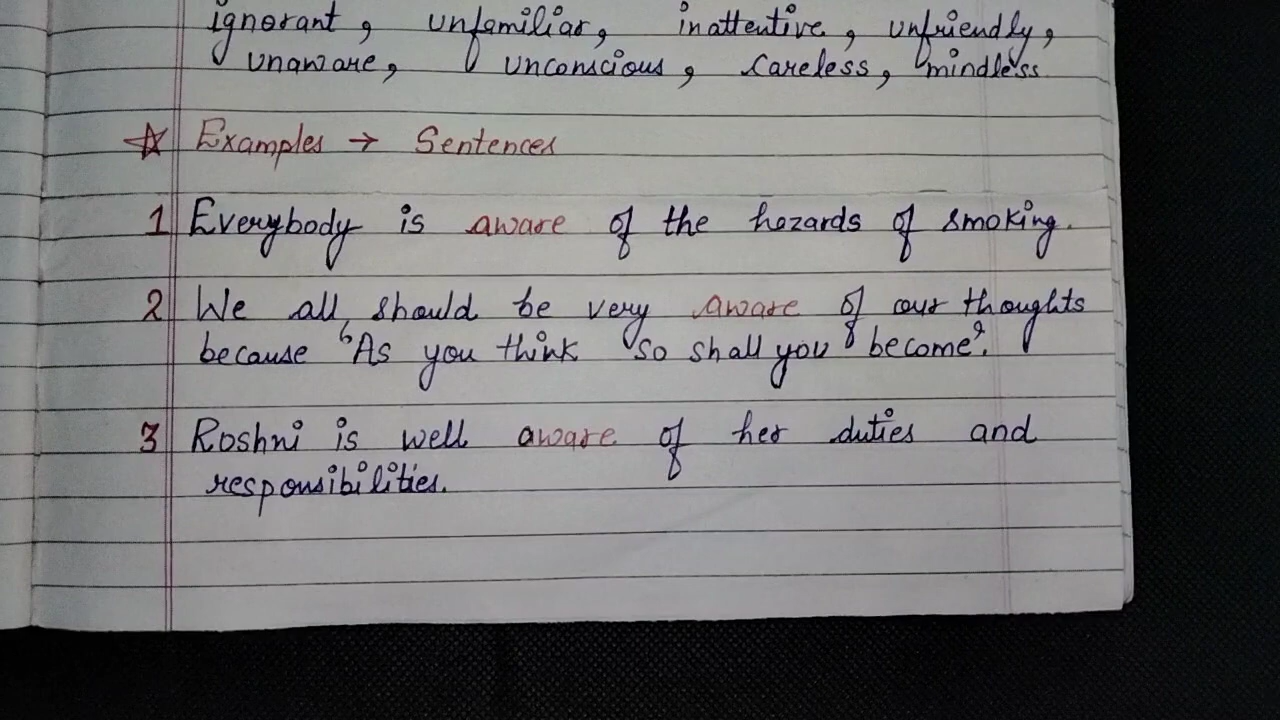 ignorant, unfamiliar, inattentive, unfriendly,
unaware, unconscious, careless, mindless
☆ Examples → Sentences
1 Everybody is aware of the hazards of smoking.
2 We all should be very aware of our thoughts
because 'As you think so shall you become'.
3 Roshni is well aware of her duties and
responsibilities.